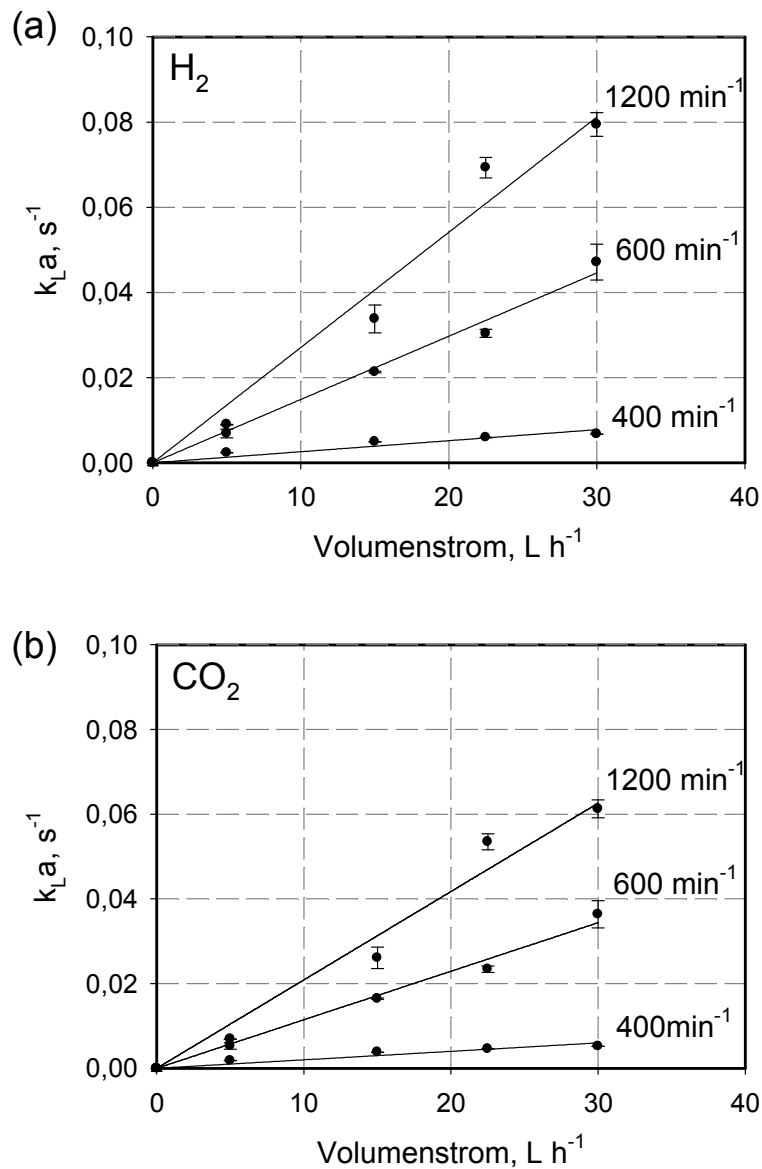 (a)
H₂
0,10
0,08
0,06
0,04
0,02
0,00
k_L a, s⁻¹
1200 min⁻¹
600 min⁻¹
400 min⁻¹
0 10 20 30 40
Volumenstrom, L h⁻¹
(b)
CO₂
0,10
0,08
0,06
0,04
0,02
0,00
k_L a, s⁻¹
1200 min⁻¹
600 min⁻¹
400min⁻¹
0 10 20 30 40
Volumenstrom, L h⁻¹